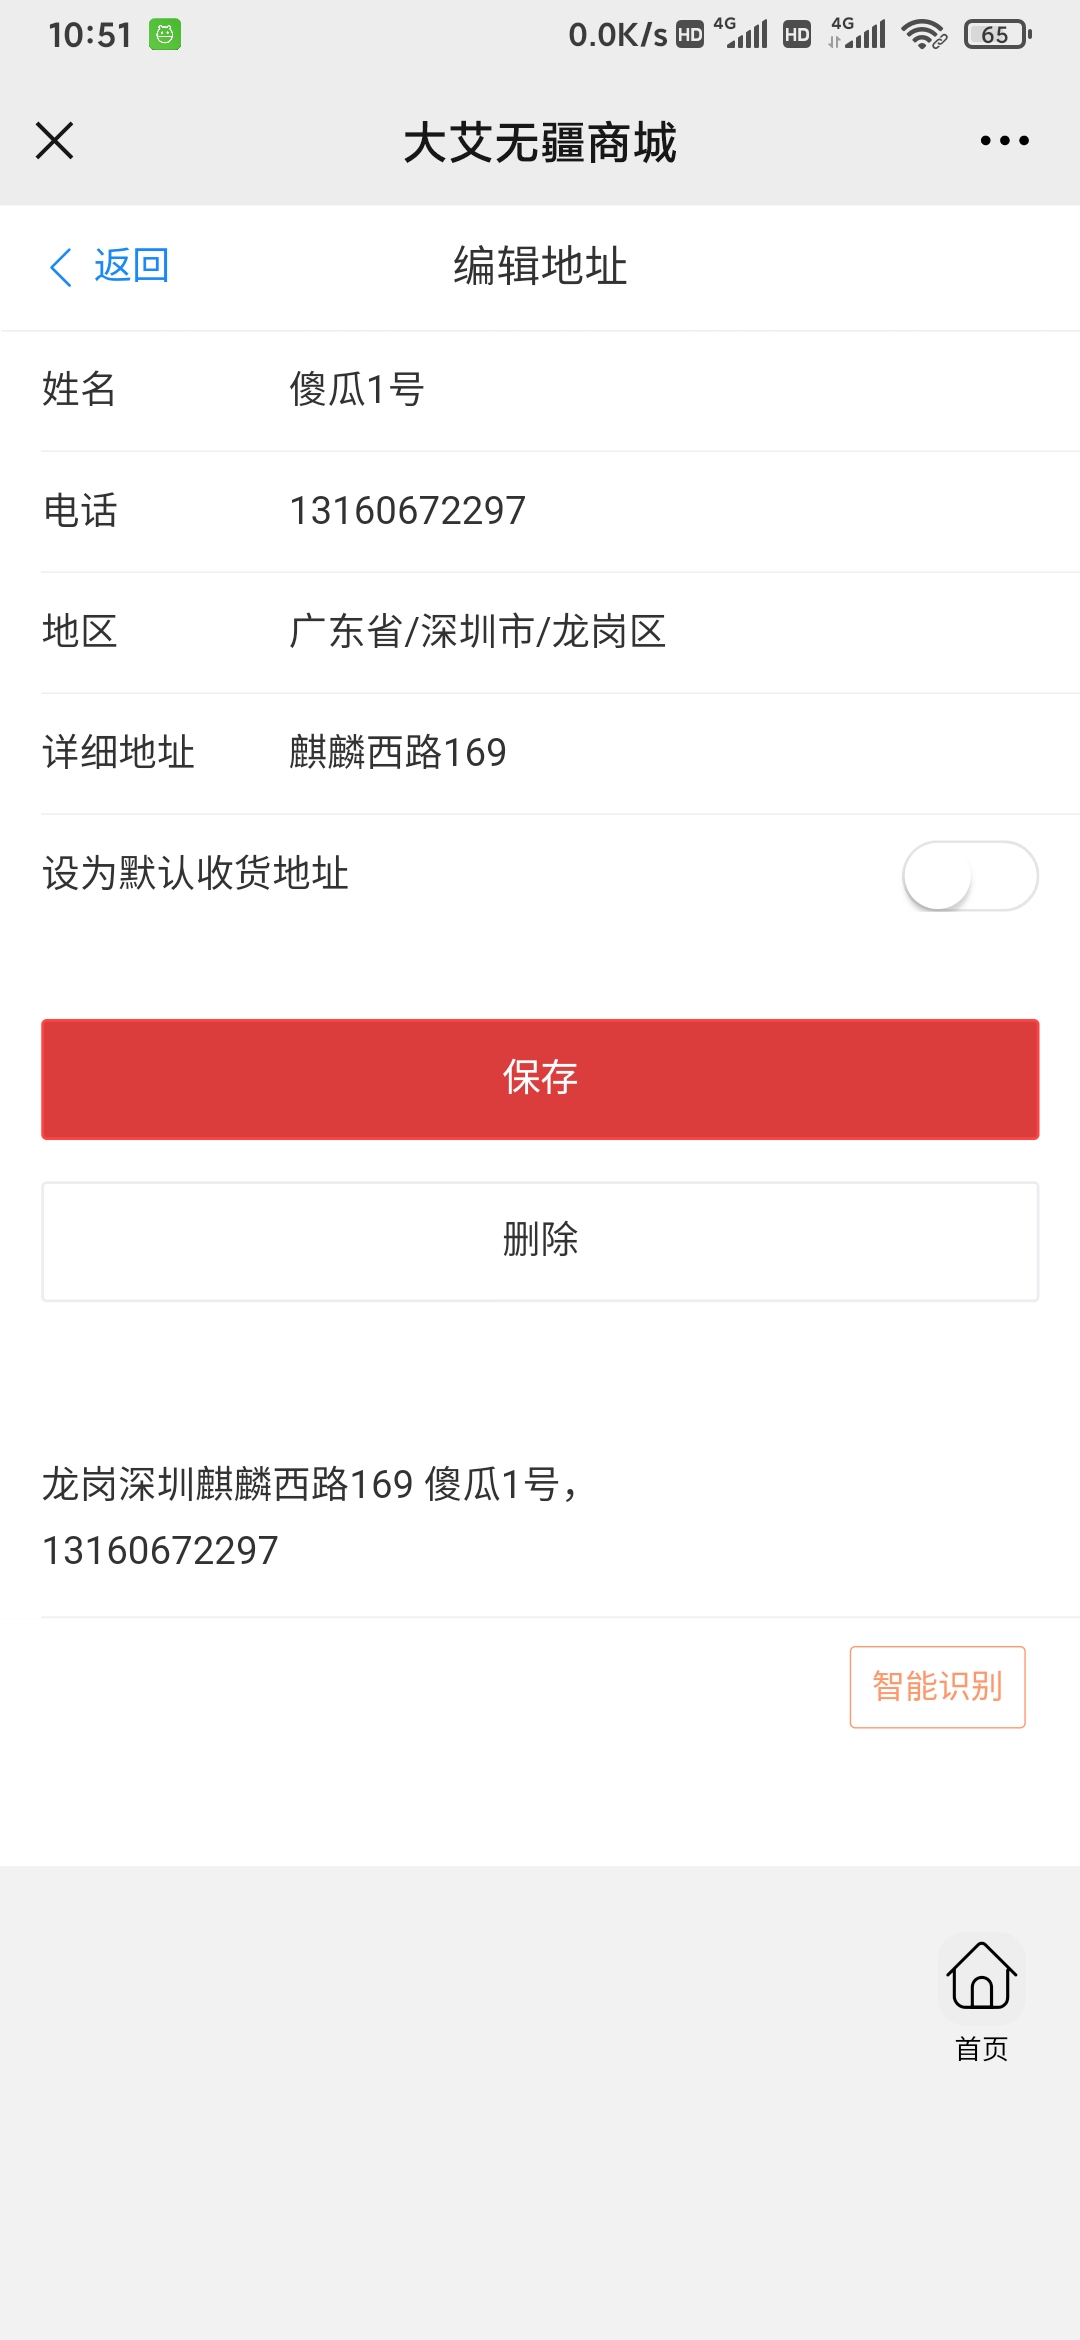 10:51 0.0K/s HD 4G HD 4G 65
大艾无疆商城
返回 编辑地址
姓名 傻瓜1号
电话 13160672297
地区 广东省/深圳市/龙岗区
详细地址 麒麟西路169
设为默认收货地址
保存
删除
龙岗深圳麒麟西路169 傻瓜1号，
13160672297
智能识别
首页